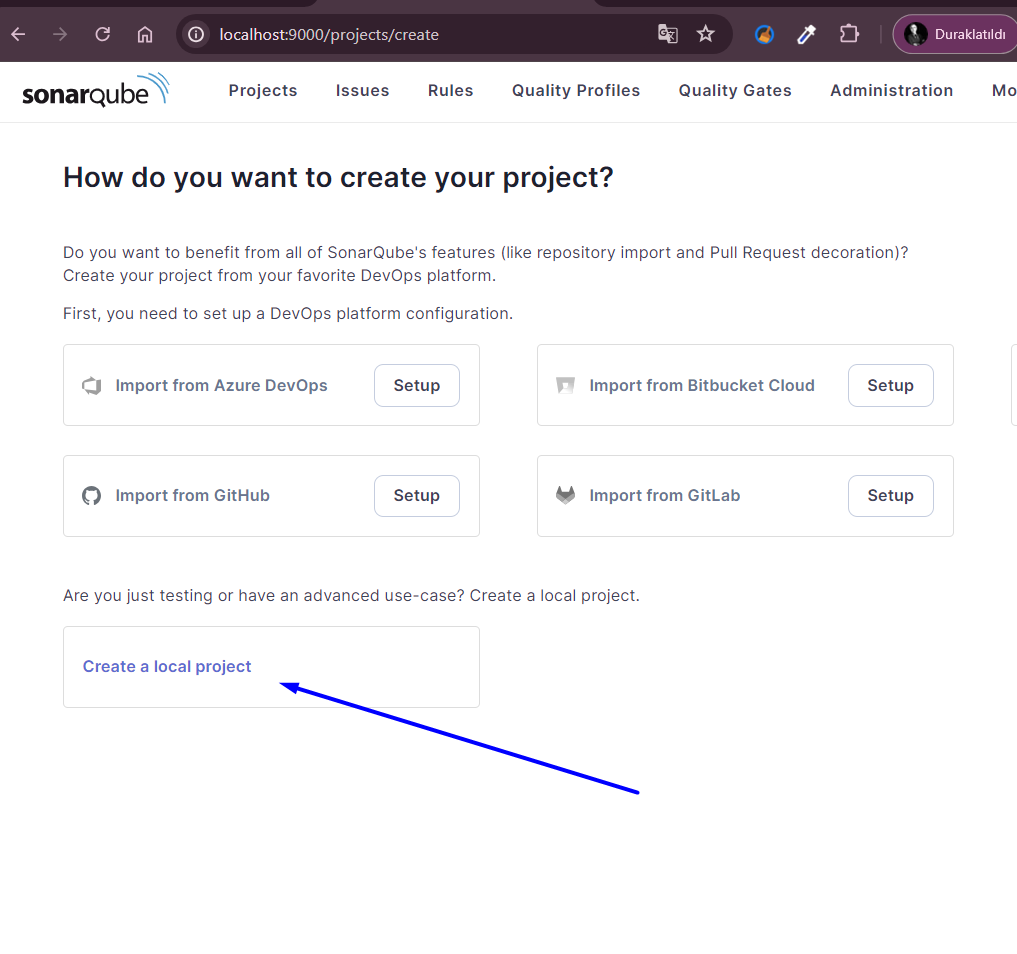 localhost:9000/projects/create
Duraklatıldı
sonarqube Projects Issues Rules Quality Profiles Quality Gates Administration Mo
How do you want to create your project?
Do you want to benefit from all of SonarQube's features (like repository import and Pull Request decoration)?
Create your project from your favorite DevOps platform.
First, you need to set up a DevOps platform configuration.
Import from Azure DevOps Setup Import from Bitbucket Cloud Setup
Import from GitHub Setup Import from GitLab Setup
Are you just testing or have an advanced use-case? Create a local project.
Create a local project